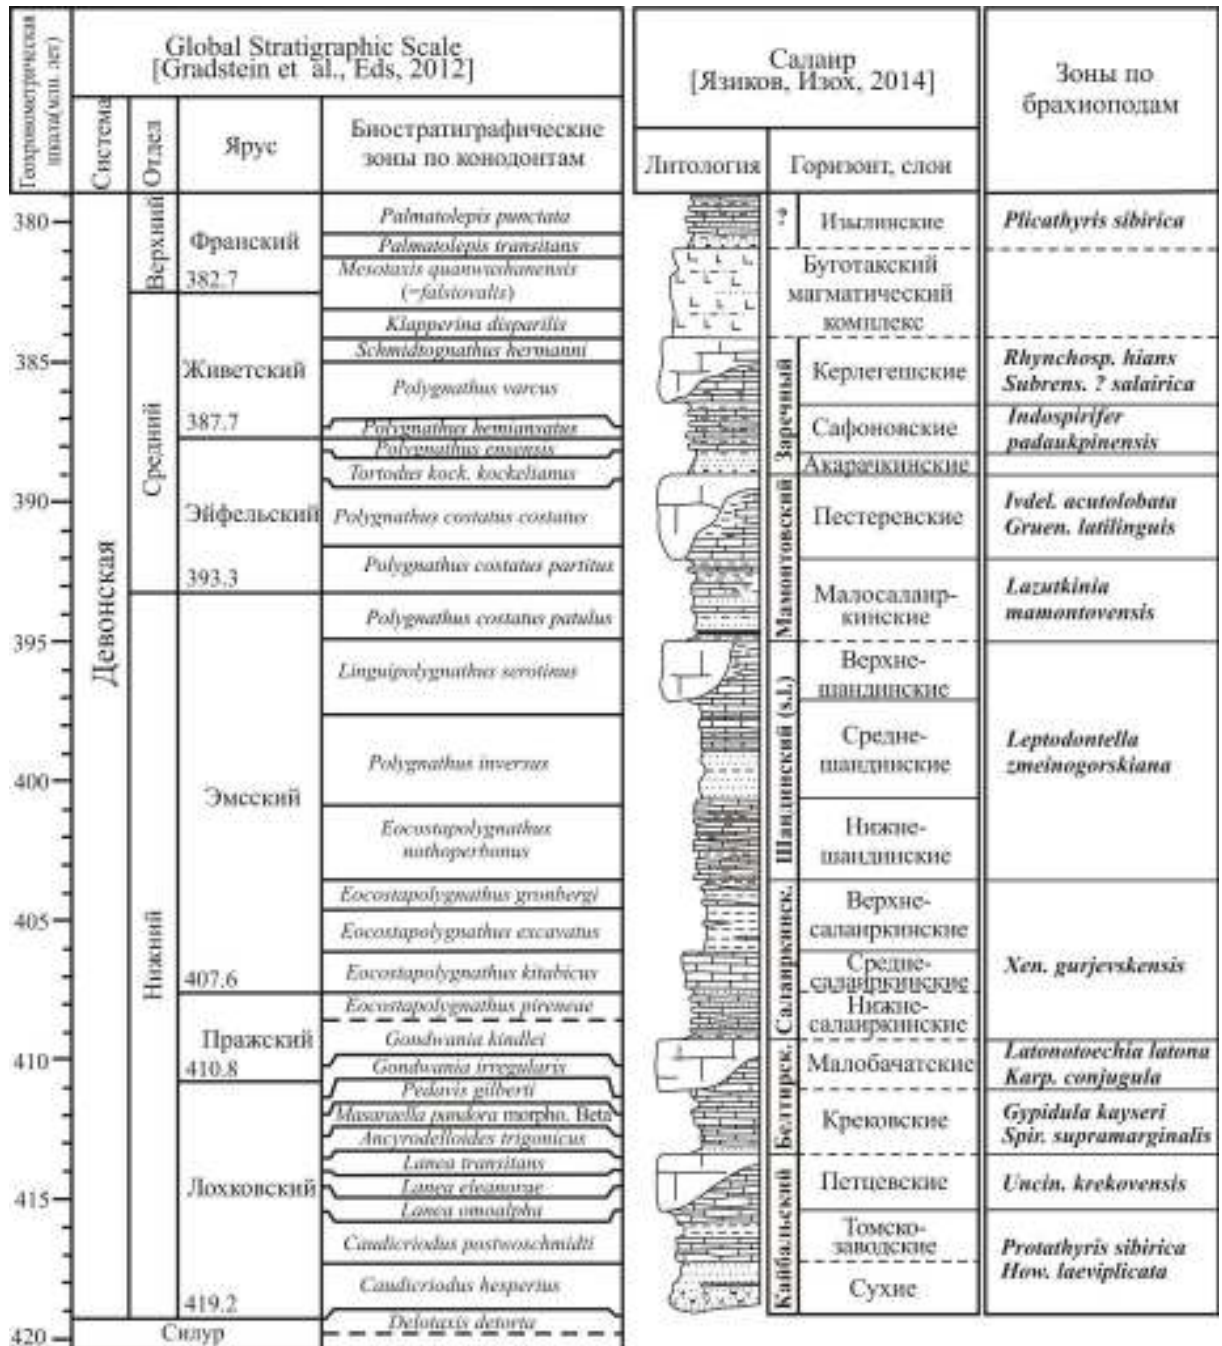 Геохронометрическая
шкала(млн. лет)
Global Stratigraphic Scale
[Gradstein et al., Eds, 2012]
Система
Отдел
Ярус
Биостратиграфические
зоны по конодонтам
Салаир
[Язиков, Изох, 2014]
Литология
Горизонт, слои
Зоны по
брахиоподам
380
385
390
395
400
405
410
415
420
Девонская
Верхний
Средний
Нижний
Франский
382.7
Живетский
387.7
Эйфельский
393.3
Эмсский
407.6
Пражский
410.8
Лохковский
419.2
Силур
Palmatolepis punctata
Palmatolepis transitans
Mesotaxis
(=falsiovalis)
Klapperina disparilis
Schmidtognathus hermanni
Polygnathus varcus
Polygnathus hemiansatus
Polygnathus ensensis
Tortodus kock. kockelianus
Polygnathus costatus costatus
Polygnathus costatus partitus
Polygnathus costatus patulus
Linguipolygnathus serotinus
Polygnathus inversus
Eocostapolygnathus
nothoperbonus
Eocostapolygnathus gronbergi
Eocostapolygnathus excavatus
Eocostapolygnathus kitabicus
Eocostapolygnathus pireneae
Gondwania kindlei
Gondwania irregularis
Pedavis gilberti
Masaraella pandora morpho. Beta
Ancyrodelloides trigonicus
Lanea transitans
Lanea eleanorae
Lanea omoalpha
Caudicriodus postwoschmidti
Caudicriodus hesperius
Delotaxis detorta
?
Заречный
Мамонтовский
Шандинский (s.l.)
Салаиркинск.
Белтирск.
Кайбальский
Изылинские
Буготакский
магматический
комплекс
Керлегешские
Сафоновские
Акарачкинские
Пестеревские
Малосалаир-
кинские
Верхне-
шандинские
Средне-
шандинские
Нижне-
шандинские
Верхне-
салаиркинские
Средне-
салаиркинские
Нижне-
салаиркинские
Малобачатские
Крековские
Петцевские
Томско-
заводские
Сухие
Plicathyris sibirica
Rhynchosp. hians
Subrens. ? salairica
Indospirifer
padaukpinensis
Ivdel. acutolobata
Gruen. latilinguis
Lazutkinia
mamontovensis
Leptodontella
zmeinogorskiana
Xen. gurjevskensis
Latonotoechia latona
Karp. conjugula
Gypidula kayseri
Spir. supramarginalis
Uncin. krekovensis
Protathyris sibirica
How. laeviplicata